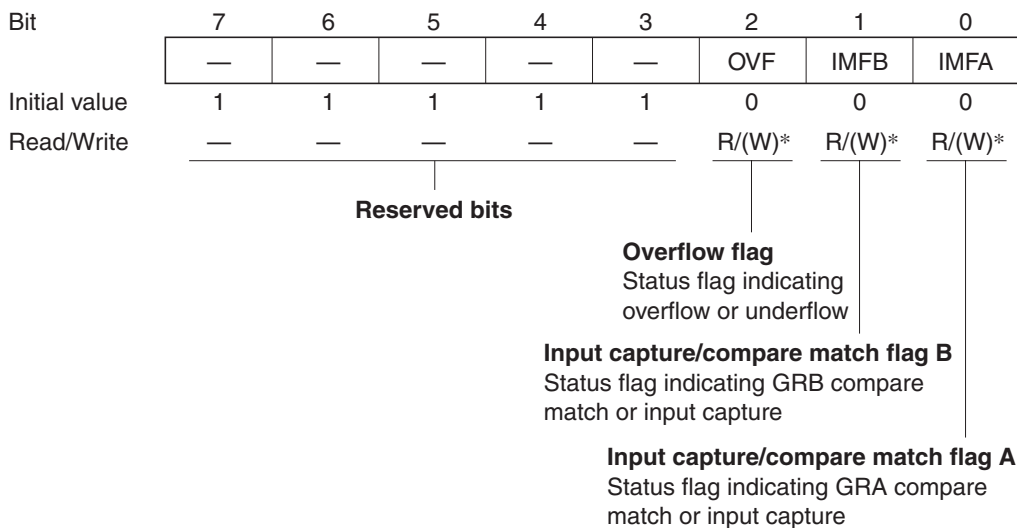 Bit 7 6 5 4 3 2 1 0
— — — — — OVF IMFB IMFA
Initial value 1 1 1 1 1 0 0 0
Read/Write — — — — — R/(W)* R/(W)* R/(W)*
Reserved bits
Overflow flag
Status flag indicating
overflow or underflow
Input capture/compare match flag B
Status flag indicating GRB compare
match or input capture
Input capture/compare match flag A
Status flag indicating GRA compare
match or input capture